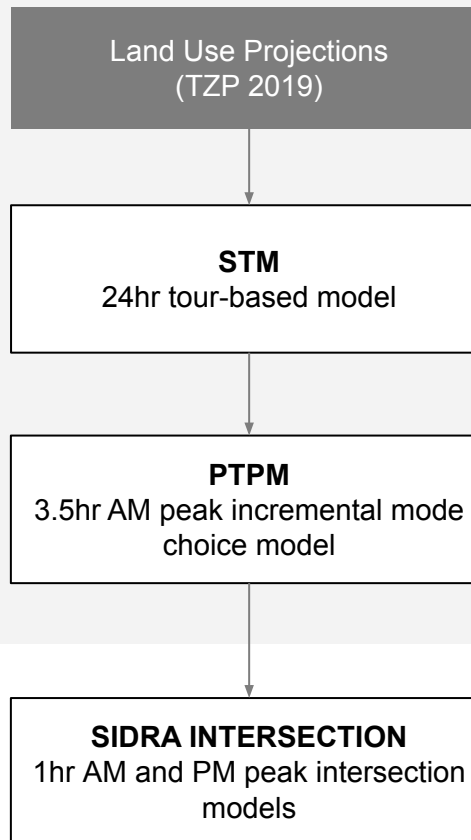 Land Use Projections
(TZP 2019)
STM
24hr tour-based model
PTPM
3.5hr AM peak incremental mode
choice model
SIDRA INTERSECTION
1hr AM and PM peak intersection
models